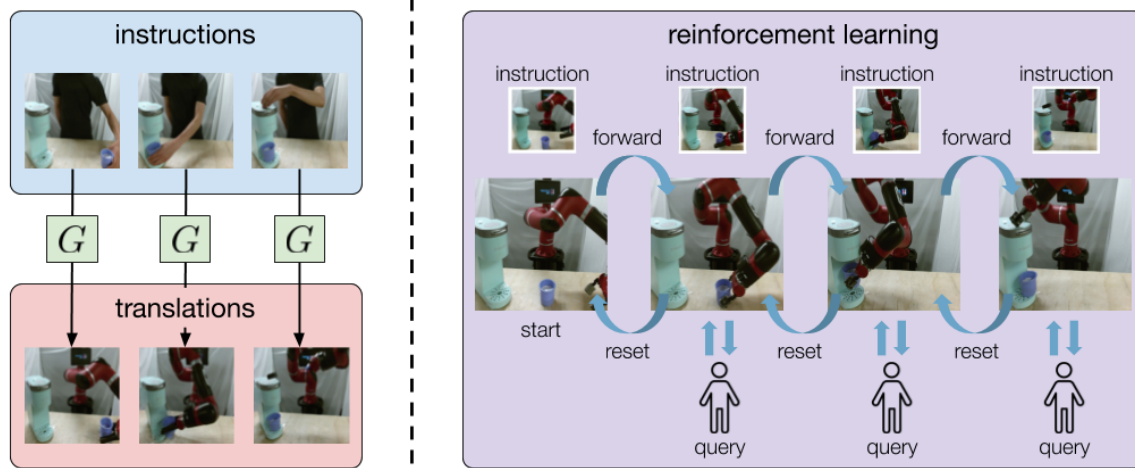 instructions
G G G
translations
reinforcement learning
instruction instruction instruction instruction
forward forward forward
start
reset reset reset
query query query